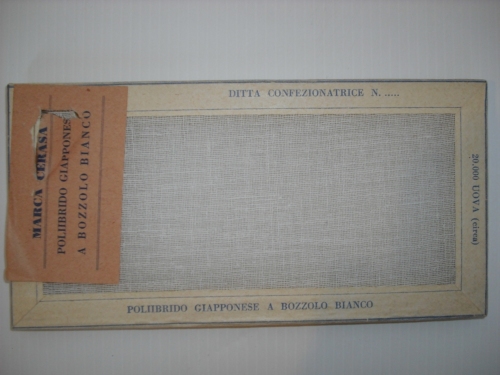 DITTA CONFEZIONATRICE N. .....
MARCA CERASA
POLIIBRIDO GIAPPONESE
A BOZZOLO BIANCO
20.000 UOVA (circa)
POLIIBRIDO GIAPPONESE A BOZZOLO BIANCO